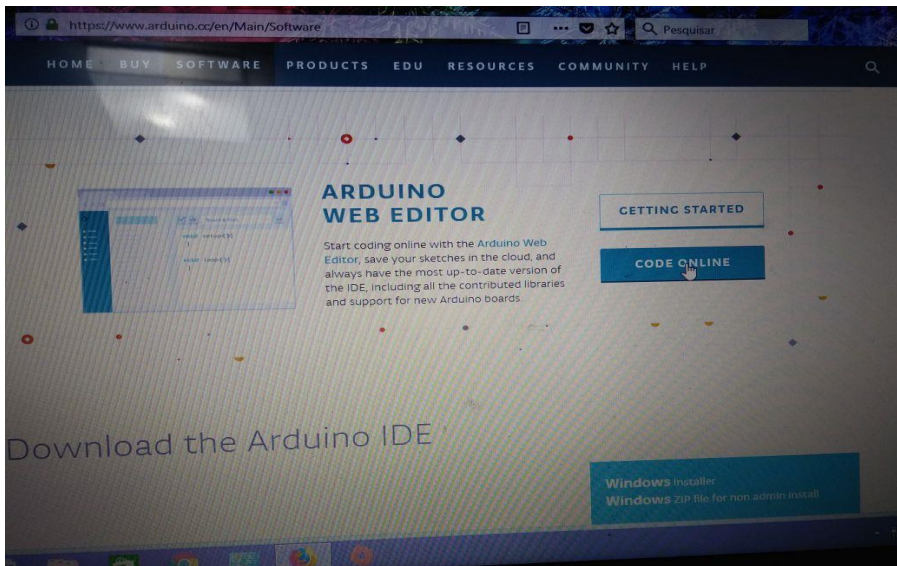 https://www.arduino.cc/en/Main/Software
Pesquisar
HOME BUY SOFTWARE PRODUCTS EDU RESOURCES COMMUNITY HELP
ARDUINO
WEB EDITOR
Start coding online with the Arduino Web
Editor, save your sketches in the cloud, and
always have the most up-to-date version of
the IDE, including all the contributed libraries
and support for new Arduino boards.
GETTING STARTED
CODE ONLINE
Download the Arduino IDE
Windows Installer
Windows ZIP file for non admin install